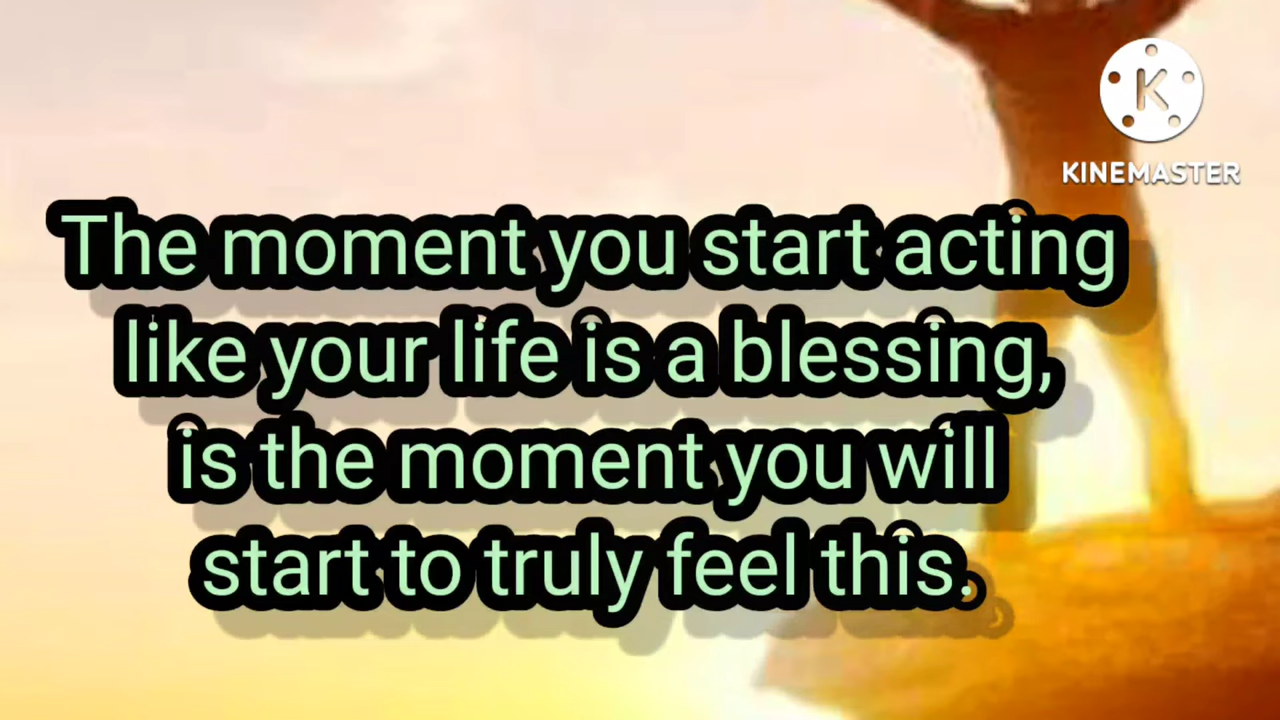 K
KINEMASTER
The moment you start acting
like your life is a blessing,
is the moment you will
start to truly feel this.